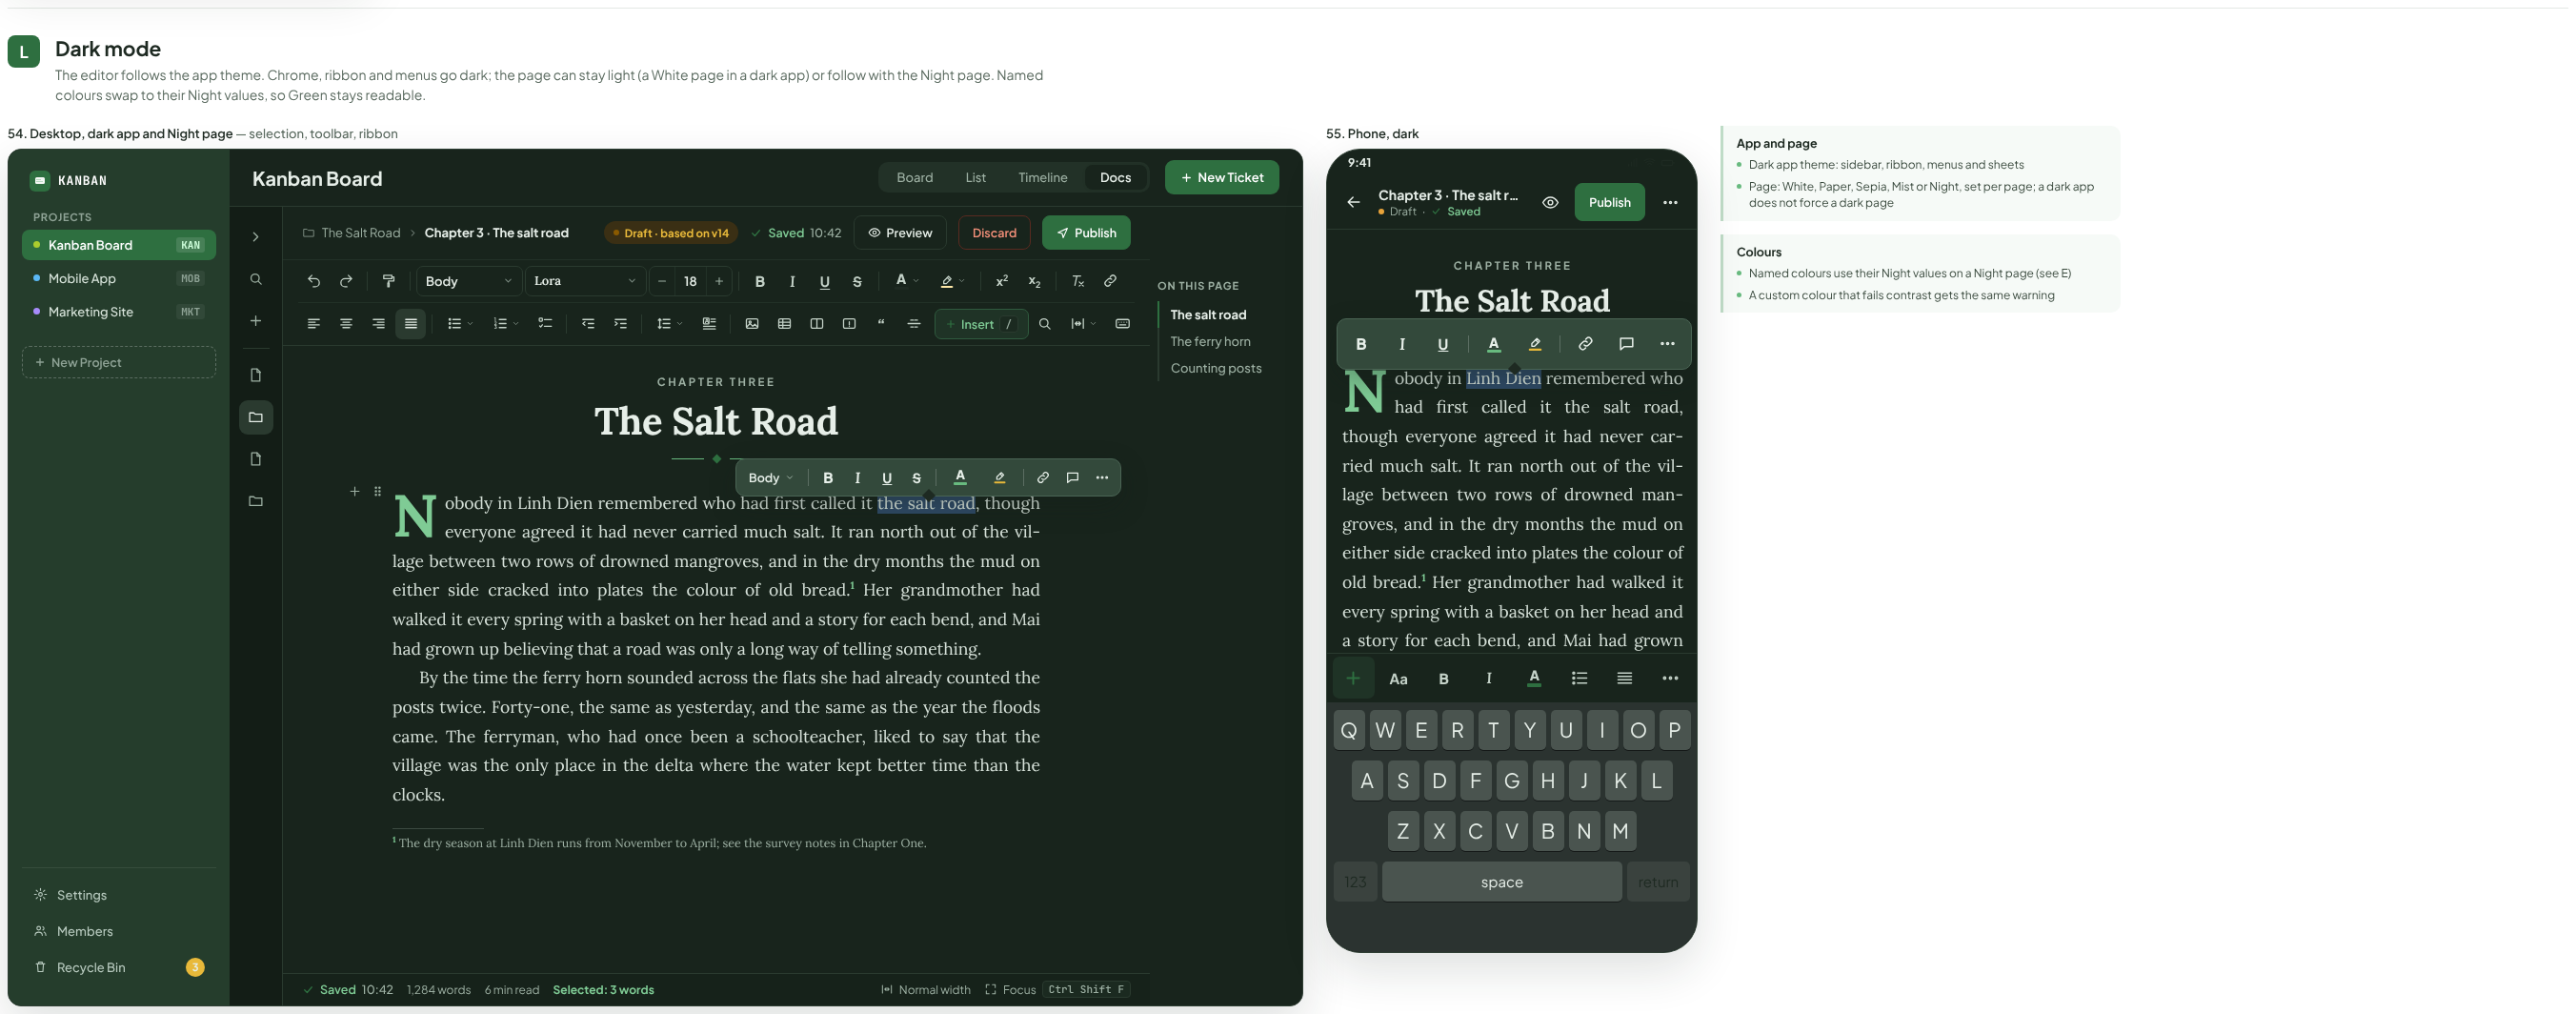 L
Dark mode
The editor follows the app theme. Chrome, ribbon and menus go dark; the page can stay light (a White page in a dark app) or follow with the Night page. Named
colours swap to their Night values, so Green stays readable.
54. Desktop, dark app and Night page — selection, toolbar, ribbon
KANBAN
PROJECTS
Kanban Board KAN
Mobile App MOB
Marketing Site MKT
+ New Project
Settings
Members
Recycle Bin 3
Kanban Board
Board List Timeline Docs
+ New Ticket
The Salt Road > Chapter 3 · The salt road
Draft · based on v14
Saved 10:42
Preview
Discard
Publish
Body Lora − 18 + B I U S A x² x₂ Tx
“ + Insert /
ON THIS PAGE
The salt road
The ferry horn
Counting posts
CHAPTER THREE
The Salt Road
Body B I U S A
Nobody in Linh Dien remembered who had first called it the salt road, though
everyone agreed it had never carried much salt. It ran north out of the vil-
lage between two rows of drowned mangroves, and in the dry months the mud on
either side cracked into plates the colour of old bread.¹ Her grandmother had
walked it every spring with a basket on her head and a story for each bend, and Mai
had grown up believing that a road was only a long way of telling something.
By the time the ferry horn sounded across the flats she had already counted the
posts twice. Forty-one, the same as yesterday, and the same as the year the floods
came. The ferryman, who had once been a schoolteacher, liked to say that the
village was the only place in the delta where the water kept better time than the
clocks.
¹ The dry season at Linh Dien runs from November to April; see the survey notes in Chapter One.
Saved 10:42 1,284 words 6 min read Selected: 3 words
Normal width Focus Ctrl Shift F
55. Phone, dark
9:41
Chapter 3 · The salt r...
Draft · Saved
Publish
CHAPTER THREE
The Salt Road
B I U A
Nobody in Linh Dien remembered who
had first called it the salt road,
though everyone agreed it had never car-
ried much salt. It ran north out of the vil-
lage between two rows of drowned man-
groves, and in the dry months the mud on
either side cracked into plates the colour of
old bread.¹ Her grandmother had walked it
every spring with a basket on her head and
a story for each bend, and Mai had grown
+ Aa B I A
Q W E R T Y U I O P
A S D F G H J K L
Z X C V B N M
123 space return
App and page
Dark app theme: sidebar, ribbon, menus and sheets
Page: White, Paper, Sepia, Mist or Night, set per page; a dark app
does not force a dark page
Colours
Named colours use their Night values on a Night page (see E)
A custom colour that fails contrast gets the same warning